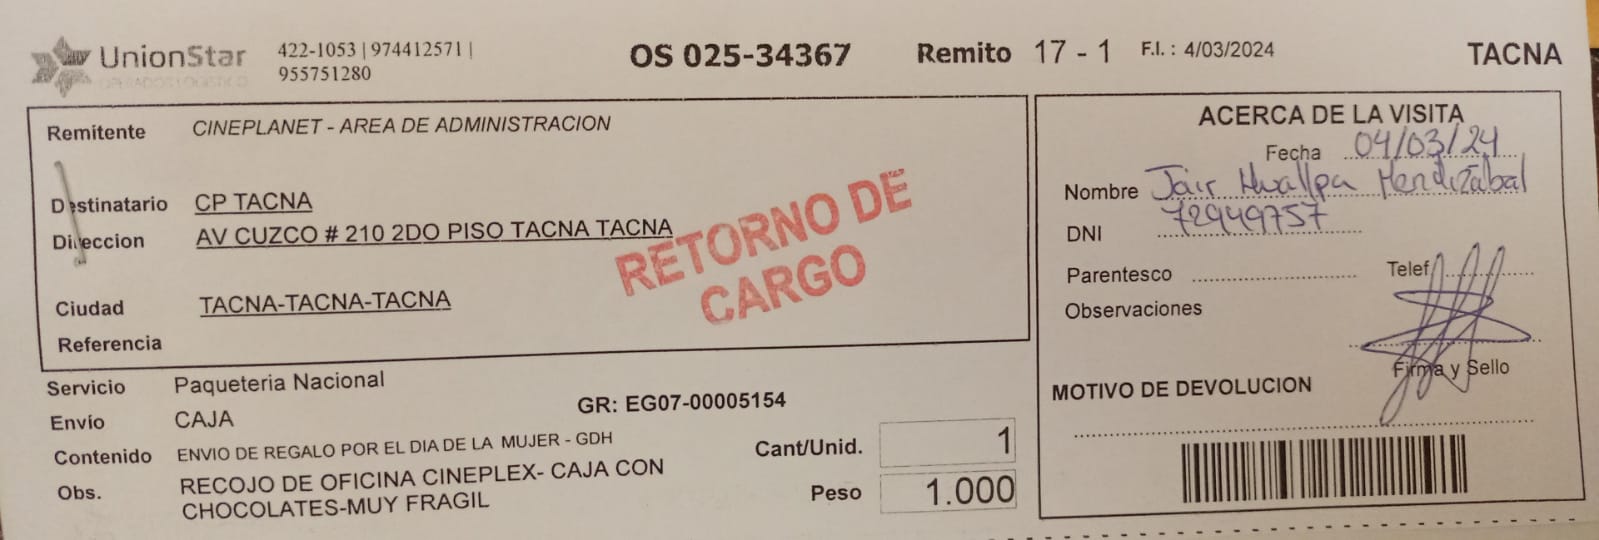 UnionStar
OPERADOR LOGISTICO
422-1053 | 974412571 |
955751280
OS 025-34367
Remito 17 - 1
F.I. : 4/03/2024
TACNA
Remitente CINEPLANET - AREA DE ADMINISTRACION
Destinatario CP TACNA
Direccion AV CUZCO # 210 2DO PISO TACNA TACNA
Ciudad TACNA-TACNA-TACNA
Referencia
RETORNO DE
CARGO
Servicio Paqueteria Nacional
Envío CAJA
GR: EG07-00005154
Contenido ENVIO DE REGALO POR EL DIA DE LA MUJER - GDH
Obs. RECOJO DE OFICINA CINEPLEX- CAJA CON
CHOCOLATES-MUY FRAGIL
Cant/Unid. 1
Peso 1.000
ACERCA DE LA VISITA
Fecha 04/03/24
Nombre Jair Huallpa Mendizábal
DNI 72949757
Parentesco
Telef
Observaciones
Firma y Sello
MOTIVO DE DEVOLUCION